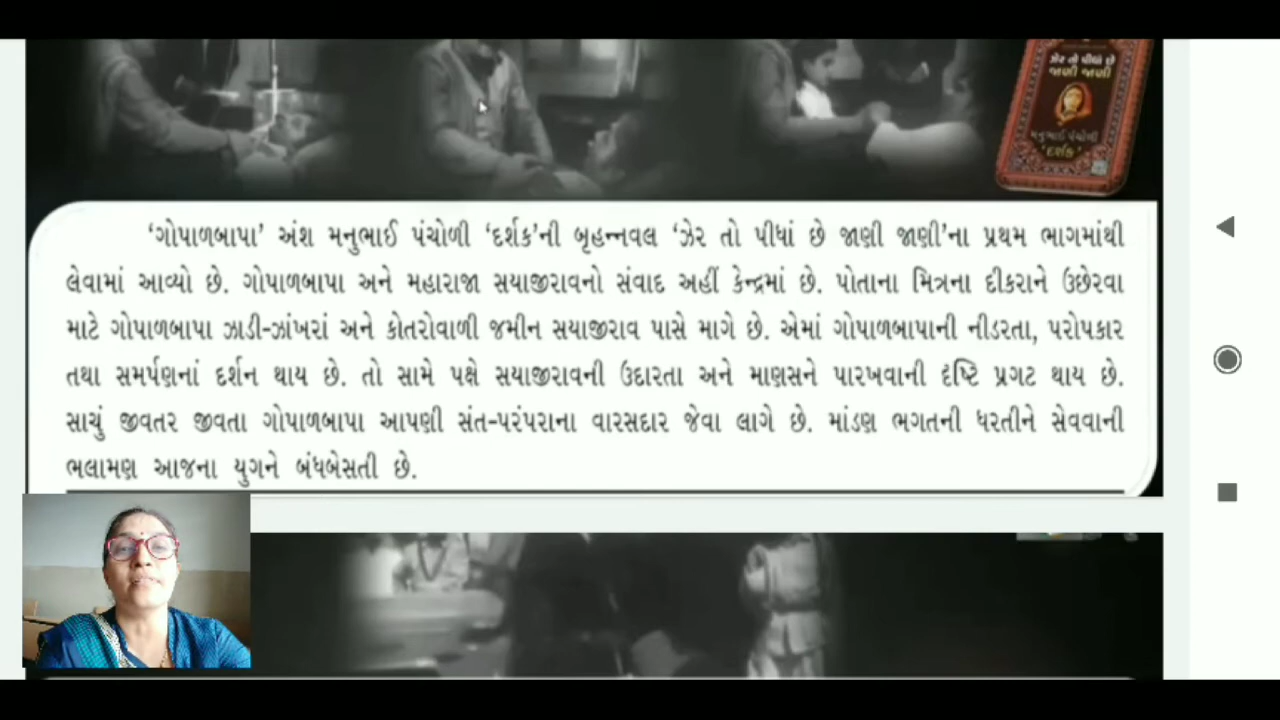 ઝેર તો પીધાં છે
જાણી જાણી
મનુભાઈ પંચોળી
'દર્શક'
‘ગોપાળબાપા’ અંશ મનુભાઈ પંચોળી ‘દર્શક’ની બૃહન્નવલ ‘ઝેર તો પીધાં છે જાણી જાણી’ના પ્રથમ ભાગમાંથી
લેવામાં આવ્યો છે. ગોપાળબાપા અને મહારાજા સયાજીરાવનો સંવાદ અહીં કેન્દ્રમાં છે. પોતાના મિત્રના દીકરાને ઉછેરવા
માટે ગોપાળબાપા ઝાડી-ઝાંખરાં અને કોતરોવાળી જમીન સયાજીરાવ પાસે માગે છે. એમાં ગોપાળબાપાની નીડરતા, પરોપકાર
તથા સમર્પણનાં દર્શન થાય છે. તો સામે પક્ષે સયાજીરાવની ઉદારતા અને માણસને પારખવાની દૃષ્ટિ પ્રગટ થાય છે.
સાચું જીવતર જીવતા ગોપાળબાપા આપણી સંત-પરંપરાના વારસદાર જેવા લાગે છે. માંડણ ભગતની ધરતીને સેવવાની
ભલામણ આજના યુગને બંધબેસતી છે.